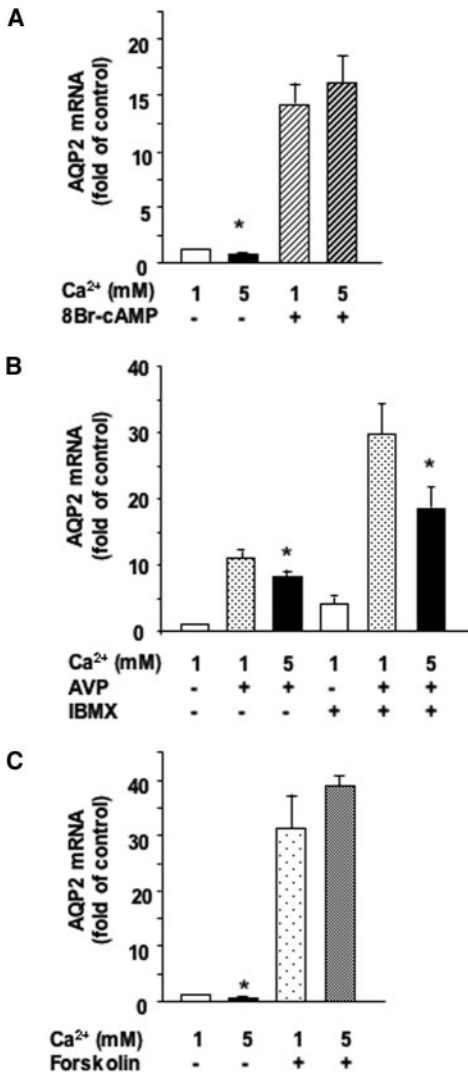 A
AQP2 mRNA
(fold of control)
20
15
10
5
0
*
Ca²⁺ (mM) 1 5 1 5
8Br-cAMP - - + +
B
AQP2 mRNA
(fold of control)
40
30
20
10
0
*
*
Ca²⁺ (mM) 1 1 5 1 1 5
AVP - + + - + +
IBMX - - - + + +
C
AQP2 mRNA
(fold of control)
40
30
20
10
0
*
Ca²⁺ (mM) 1 5 1 5
Forskolin - - + +